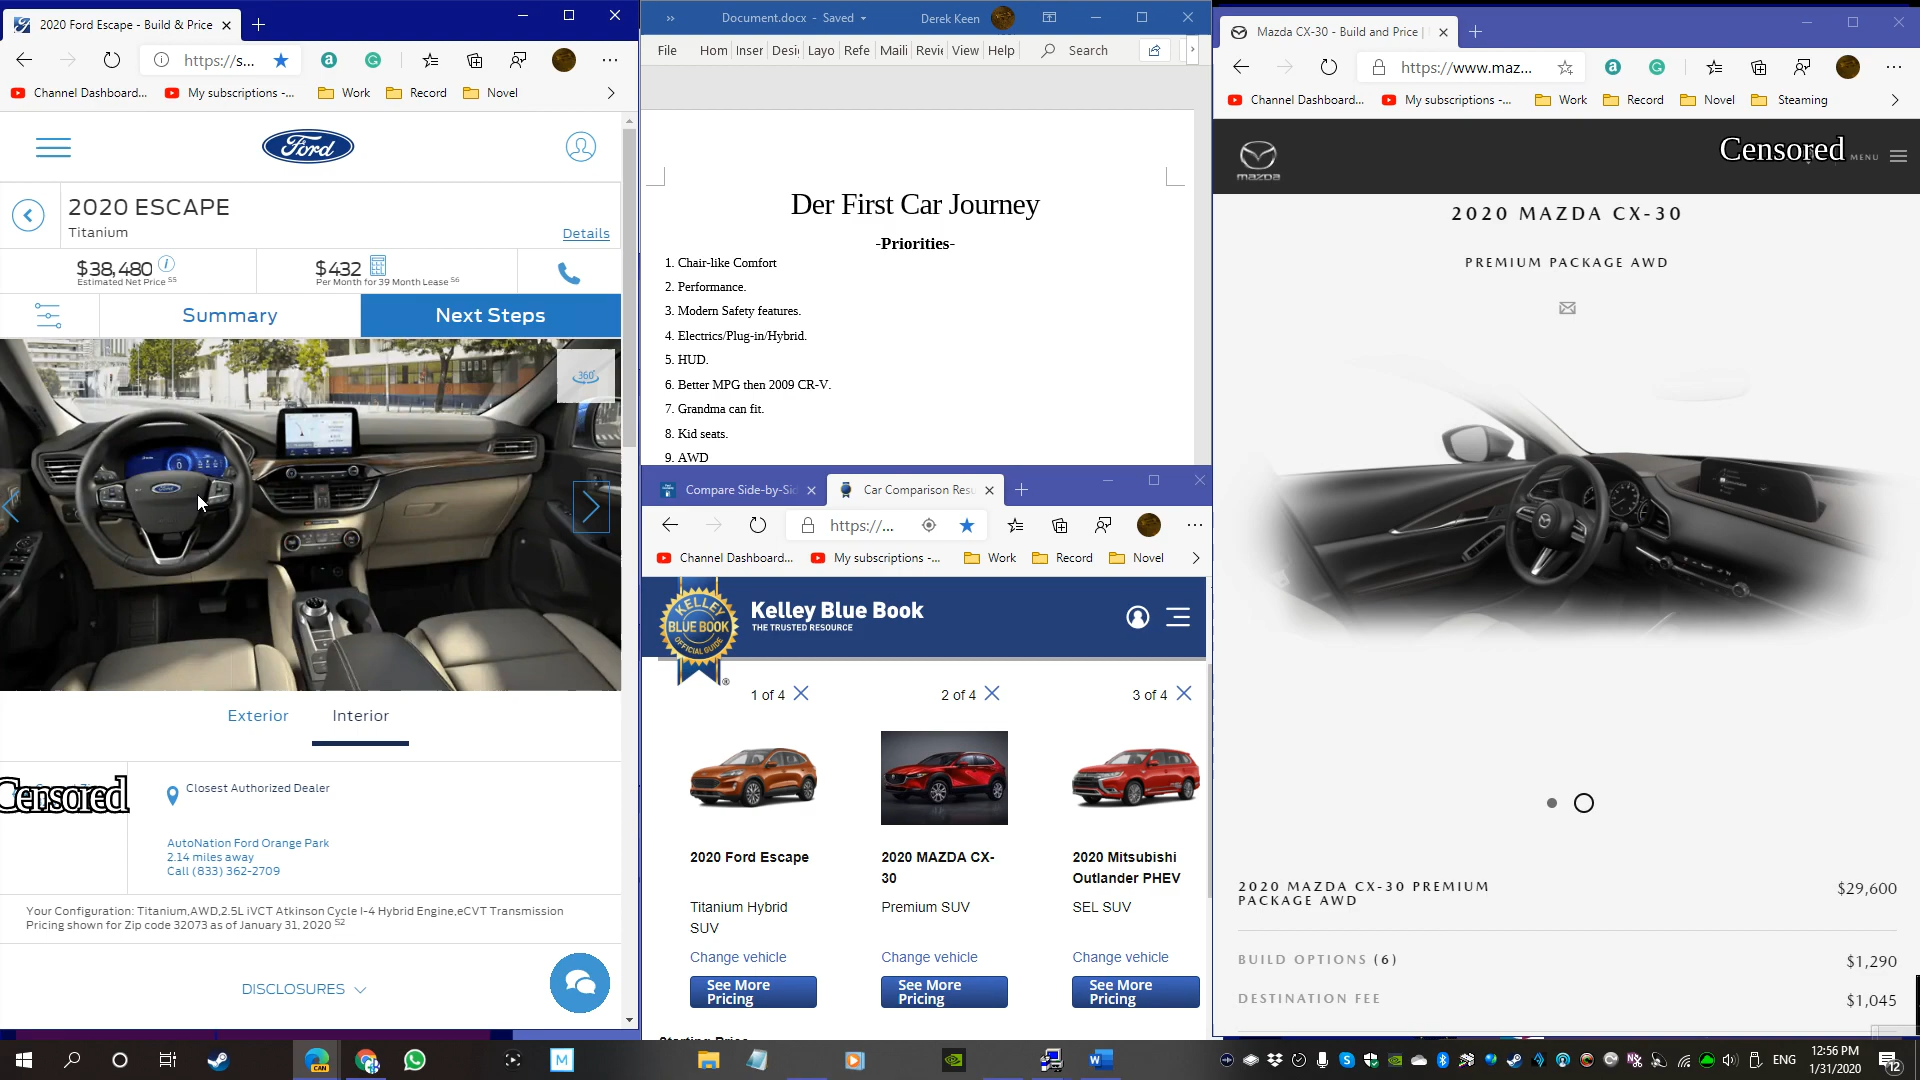 2020 Ford Escape - Build & Price
https://s...
Channel Dashboard...
My subscriptions -...
Work
Record
Novel
Ford
2020 ESCAPE
Titanium
Details
$38,480
Estimated Net Price 55
$432
Per Month for 39 Month Lease 56
Summary
Next Steps
360°
Exterior
Interior
Censored
Closest Authorized Dealer
AutoNation Ford Orange Park
2.14 miles away
Call (833) 362-2709
Your Configuration: Titanium,AWD,2.5L iVCT Atkinson Cycle I-4 Hybrid Engine,eCVT Transmission
Pricing shown for Zip code 32073 as of January 31, 2020 52
DISCLOSURES
Document.docx - Saved
Derek Keen
File
Hom
Inser
Desi
Layo
Refe
Maili
Revi
View
Help
Search
Der First Car Journey
-Priorities-
1. Chair-like Comfort
2. Performance.
3. Modern Safety features.
4. Electrics/Plug-in/Hybrid.
5. HUD.
6. Better MPG then 2009 CR-V.
7. Grandma can fit.
8. Kid seats.
9. AWD
Compare Side-by-Sid
Car Comparison Resu
https://...
Channel Dashboard...
My subscriptions -...
Work
Record
Novel
KELLEY
BLUE BOOK
OFFICIAL GUIDE
Kelley Blue Book
THE TRUSTED RESOURCE
1 of 4
2 of 4
3 of 4
2020 Ford Escape
2020 MAZDA CX-
30
2020 Mitsubishi
Outlander PHEV
Titanium Hybrid
SUV
Premium SUV
SEL SUV
Change vehicle
Change vehicle
Change vehicle
See More
Pricing
See More
Pricing
See More
Pricing
Mazda CX-30 - Build and Price |
https://www.maz...
Channel Dashboard...
My subscriptions -...
Work
Record
Novel
Steaming
mazda
Censored
MENU
2020 MAZDA CX-30
PREMIUM PACKAGE AWD
2020 MAZDA CX-30 PREMIUM
PACKAGE AWD
$29,600
BUILD OPTIONS (6)
$1,290
DESTINATION FEE
$1,045
CAN
M
W
ENG
12:56 PM
1/31/2020
12